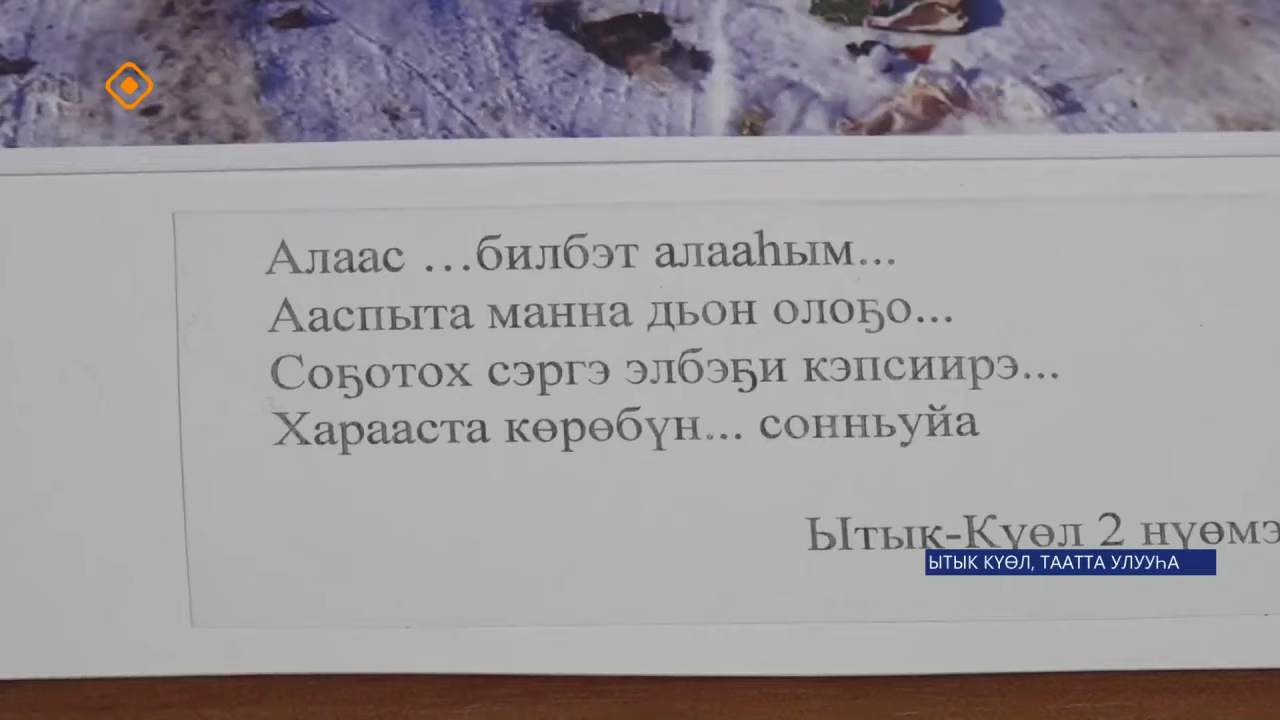 Алаас ...билбэт алааһым...
Ааспыта манна дьон олоҕо...
Соҕотох сэргэ элбэҕи кэпсиирэ...
Харааста көрөбүн... сонньуйа
Ытык-Күөл 2 нүөмэ
ЫТЫК КҮӨЛ, ТААТТА УЛУУҺА